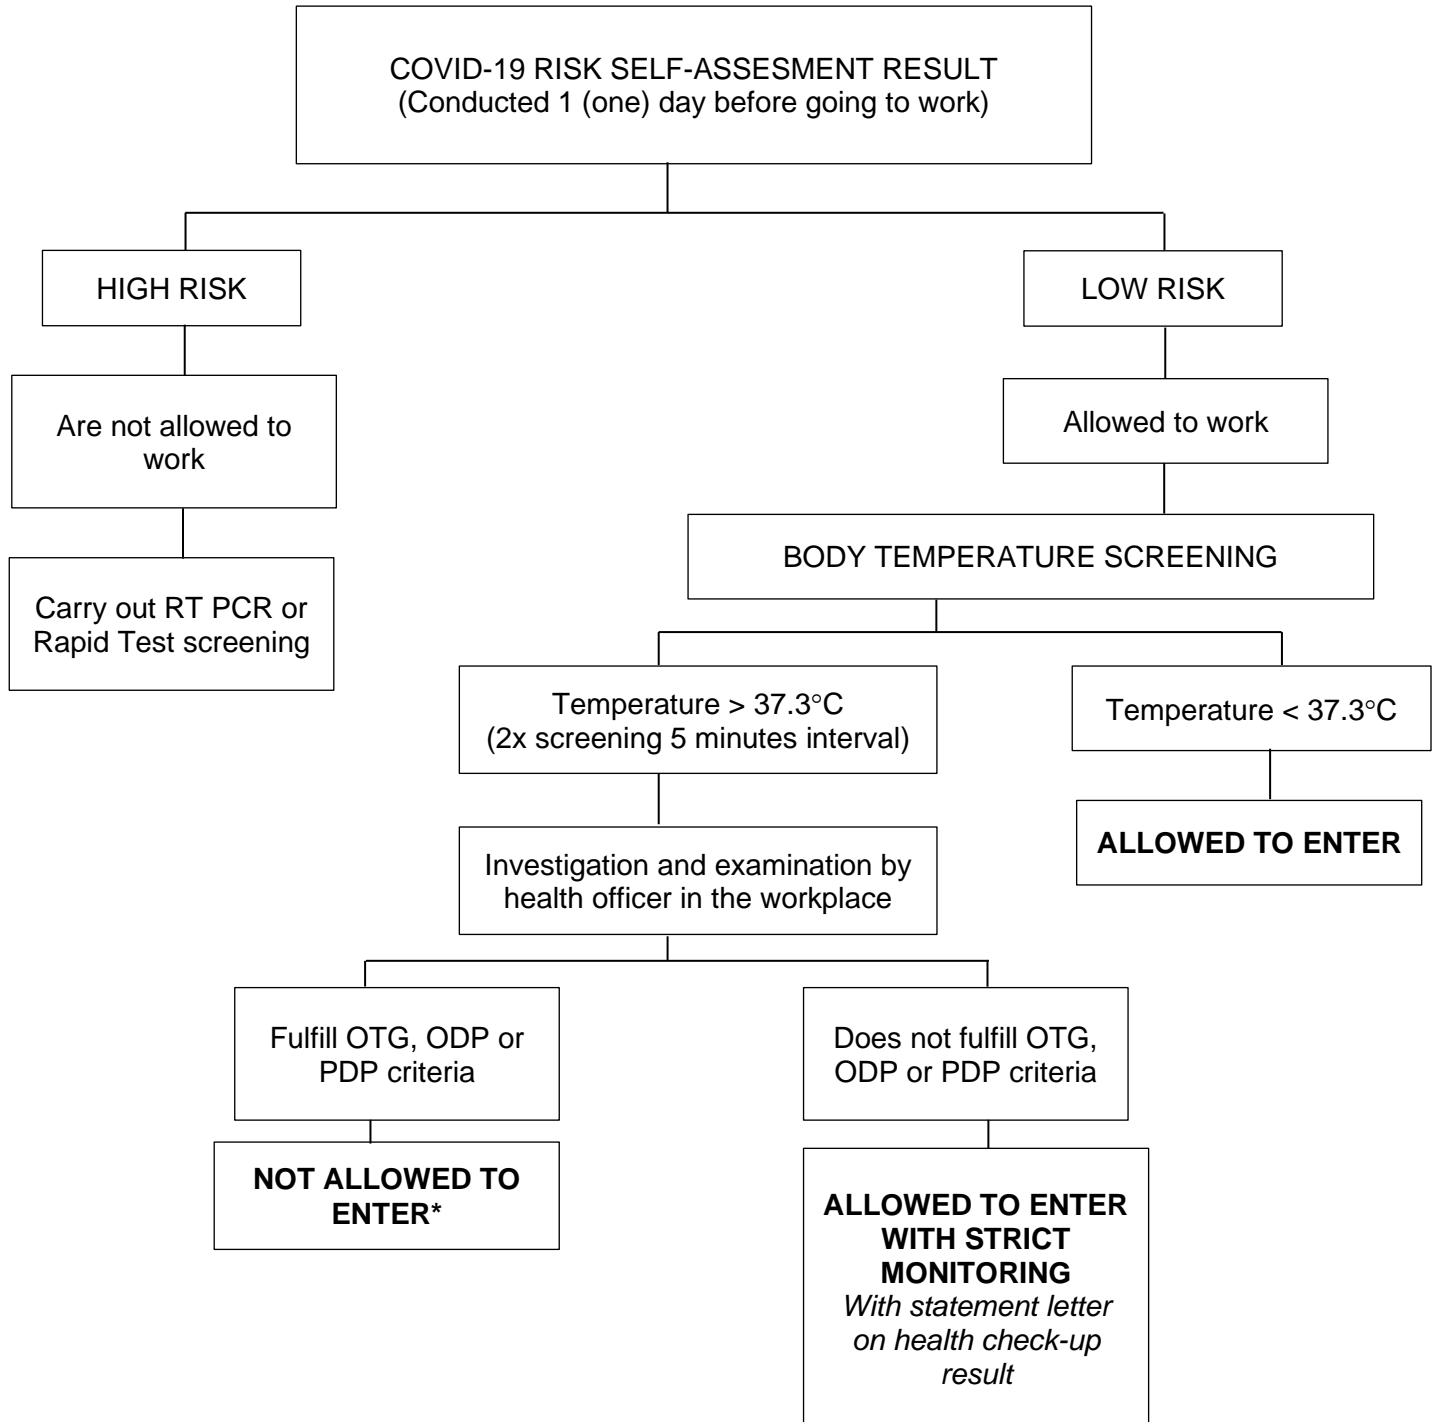 COVID-19 RISK SELF-ASSESMENT RESULT
(Conducted 1 (one) day before going to work)
HIGH RISK
LOW RISK
Are not allowed to
work
Allowed to work
Carry out RT PCR or
Rapid Test screening
BODY TEMPERATURE SCREENING
Temperature > 37.3°C
(2x screening 5 minutes interval)
Temperature < 37.3°C
ALLOWED TO ENTER
Investigation and examination by
health officer in the workplace
Fulfill OTG, ODP or
PDP criteria
Does not fulfill OTG,
ODP or PDP criteria
NOT ALLOWED TO
ENTER*
ALLOWED TO ENTER
WITH STRICT
MONITORING
With statement letter
on health check-up
result